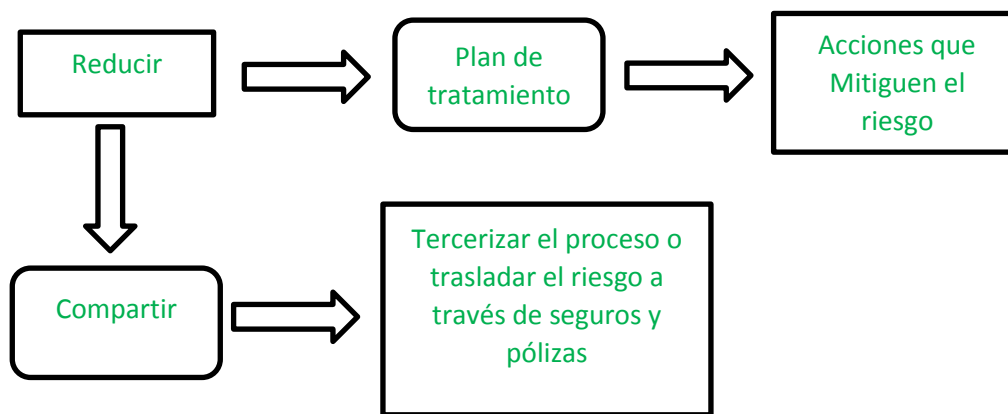 Reducir
Plan de
tratamiento
Acciones que
Mitiguen el
riesgo
Compartir
Tercerizar el proceso o
trasladar el riesgo a
través de seguros y
pólizas